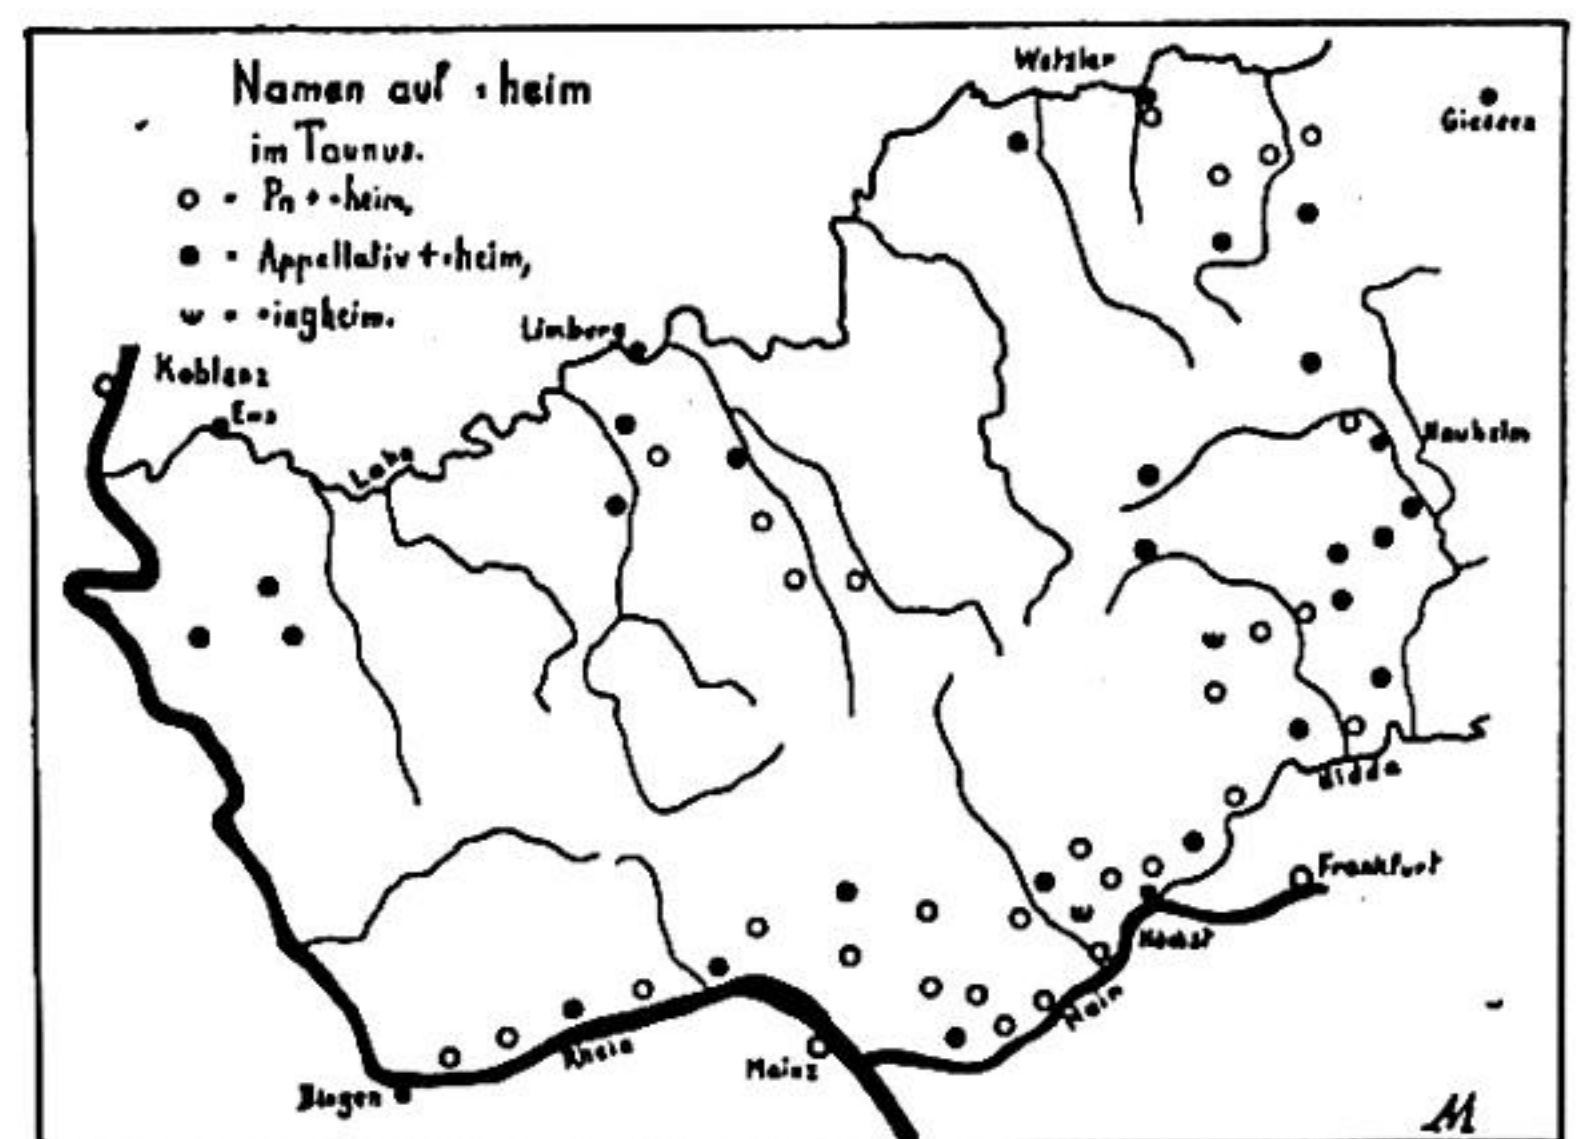 Namen auf -heim
im Taunus.
o = Pn + -heim,
● = Appellativ + -heim,
w = -ingheim.
Wetzlar
Giessen
Limburg
Koblenz
Ems
Lahn
Nauheim
Nidda
Frankfurt
Höchst
Main
Rhein
Mainz
Bingen
M